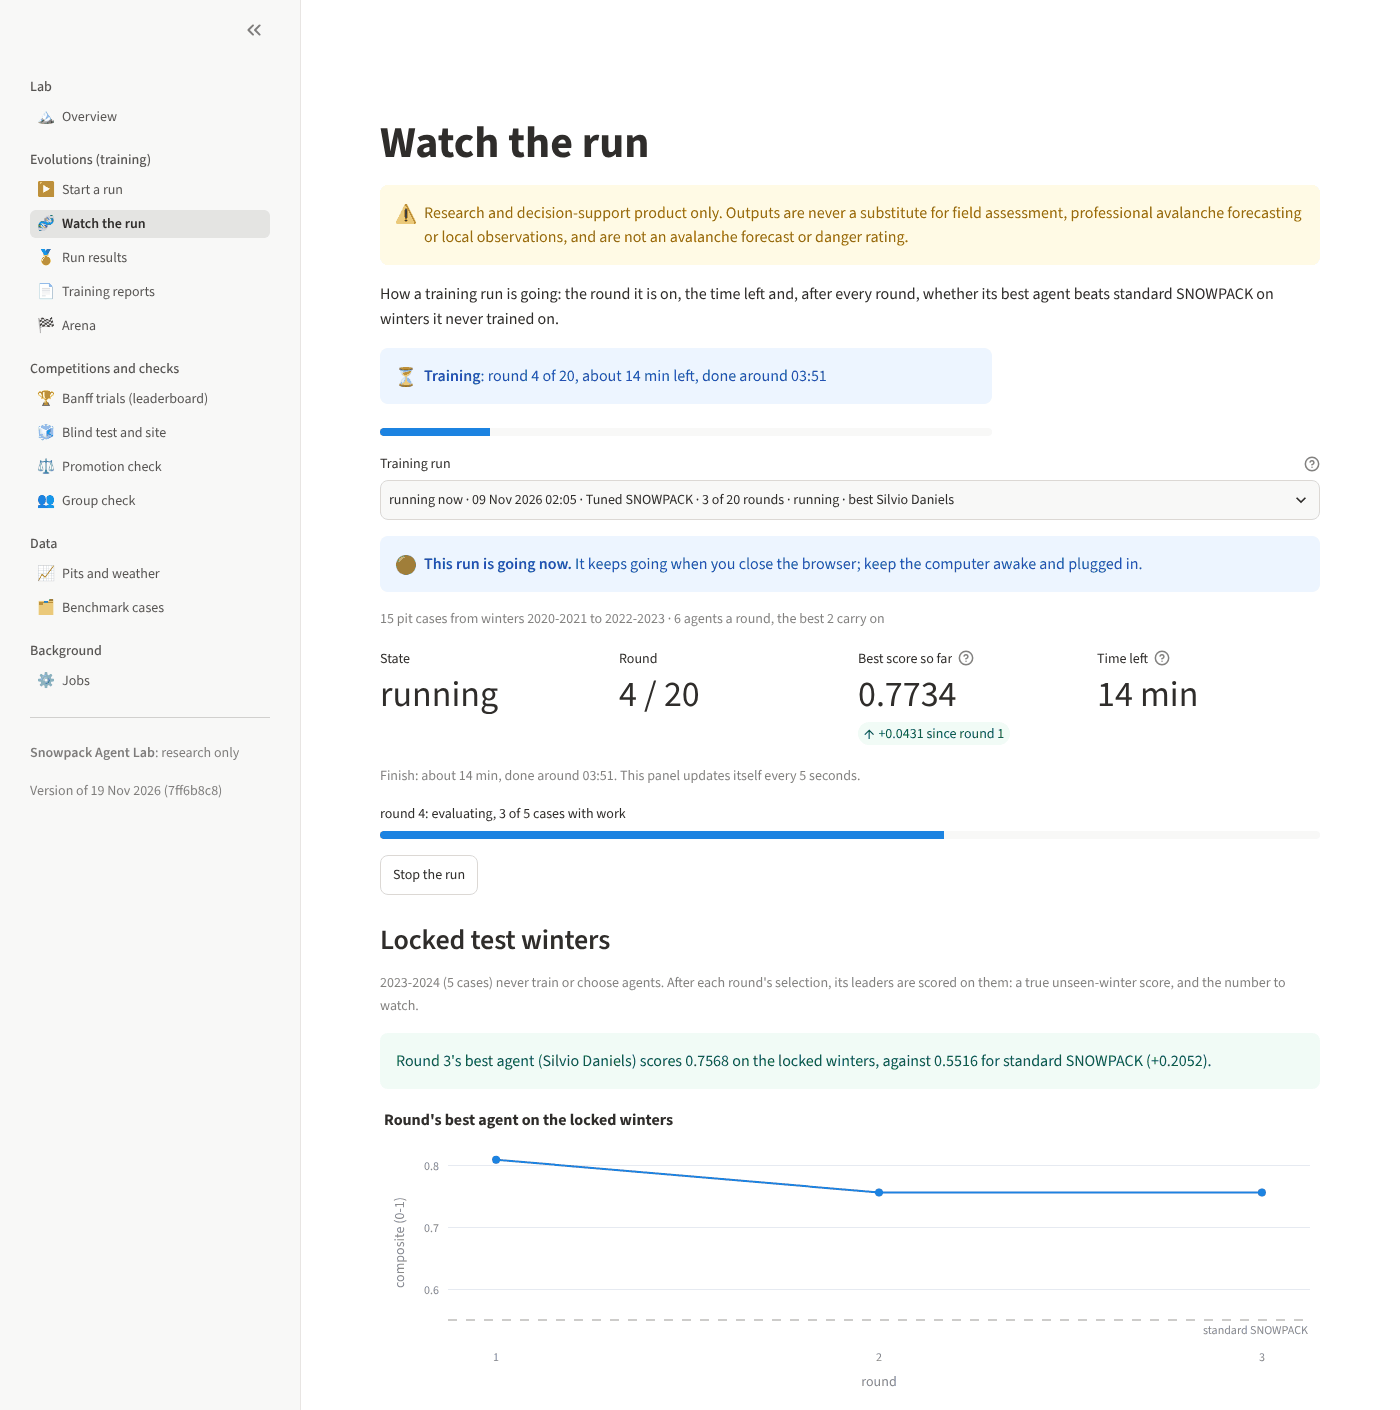 Lab
Overview
Evolutions (training)
Start a run
Watch the run
Run results
Training reports
Arena
Competitions and checks
Banff trials (leaderboard)
Blind test and site
Promotion check
Group check
Data
Pits and weather
Benchmark cases
Background
Jobs
Snowpack Agent Lab: research only
Version of 19 Nov 2026 (7ff6b8c8)
Watch the run
Research and decision-support product only. Outputs are never a substitute for field assessment, professional avalanche forecasting
or local observations, and are not an avalanche forecast or danger rating.
How a training run is going: the round it is on, the time left and, after every round, whether its best agent beats standard SNOWPACK on
winters it never trained on.
Training: round 4 of 20, about 14 min left, done around 03:51
Training run
running now · 09 Nov 2026 02:05 · Tuned SNOWPACK · 3 of 20 rounds · running · best Silvio Daniels
This run is going now. It keeps going when you close the browser; keep the computer awake and plugged in.
15 pit cases from winters 2020-2021 to 2022-2023 · 6 agents a round, the best 2 carry on
State
running
Round
4 / 20
Best score so far
0.7734
↑ +0.0431 since round 1
Time left
14 min
Finish: about 14 min, done around 03:51. This panel updates itself every 5 seconds.
round 4: evaluating, 3 of 5 cases with work
Stop the run
Locked test winters
2023-2024 (5 cases) never train or choose agents. After each round's selection, its leaders are scored on them: a true unseen-winter score, and the number to
watch.
Round 3's best agent (Silvio Daniels) scores 0.7568 on the locked winters, against 0.5516 for standard SNOWPACK (+0.2052).
Round's best agent on the locked winters
composite (0-1)
0.8
0.7
0.6
standard SNOWPACK
1
2
3
round